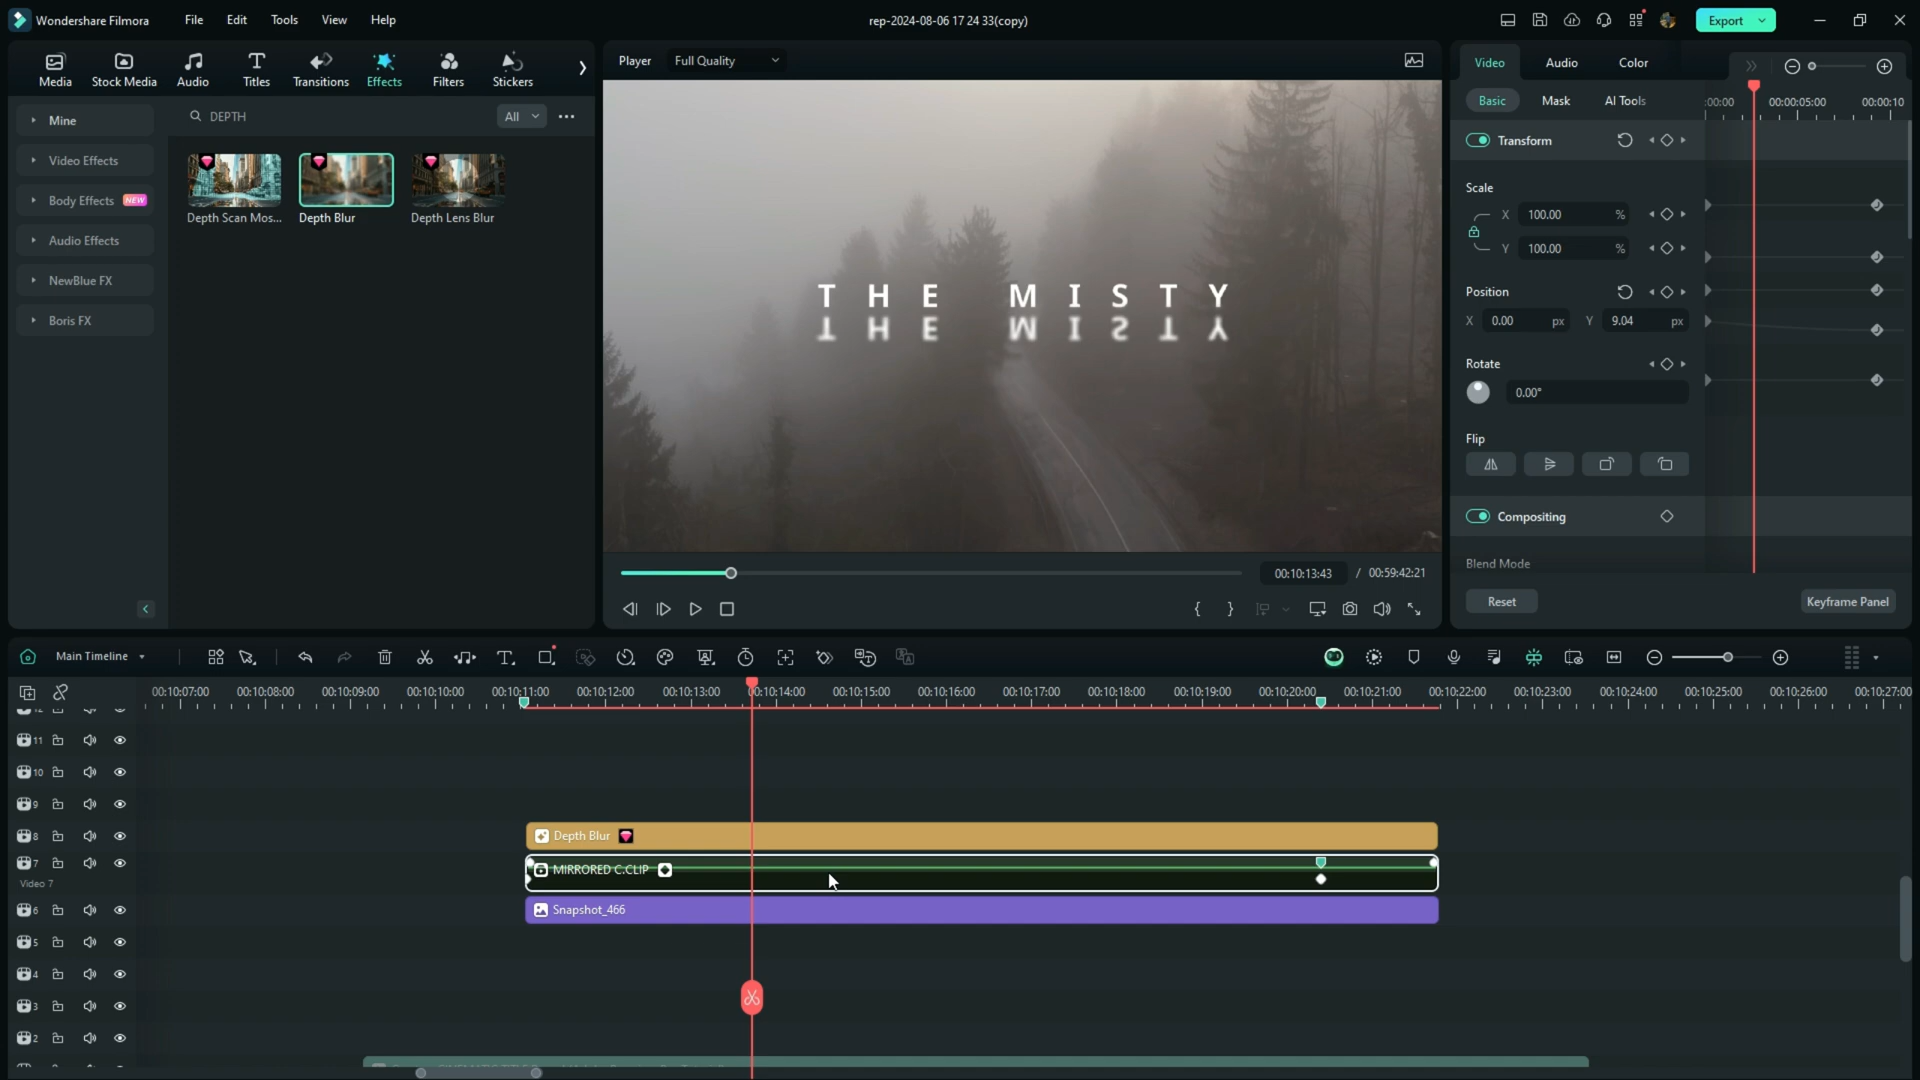 Wondershare Filmora
File
Edit
Tools
View
Help
rep-2024-08-06 17 24 33(copy)
Export
Media
Stock Media
Audio
Titles
Transitions
Effects
Filters
Stickers
Player
Full Quality
Video
Audio
Color
Mine
Video Effects
Body Effects NEW
Audio Effects
NewBlue FX
Boris FX
DEPTH
All
Depth Scan Mos...
Depth Blur
Depth Lens Blur
THE MISTY
00:10:13:43 / 00:59:42:21
Basic
Mask
AI Tools
:00:00
00:00:05:00
00:00:10
Transform
Scale
X 100.00 %
Y 100.00 %
Position
X 0.00 px Y 9.04 px
Rotate
0.00°
Flip
Compositing
Blend Mode
Reset
Keyframe Panel
Main Timeline
00:10:07:00 00:10:08:00 00:10:09:00 00:10:10:00 00:10:11:00 00:10:12:00 00:10:13:00 00:10:14:00 00:10:15:00 00:10:16:00 00:10:17:00 00:10:18:00 00:10:19:00 00:10:20:00 00:10:21:00 00:10:22:00 00:10:23:00 00:10:24:00 00:10:25:00 00:10:26:00 00:10:27:00
11
10
9
8
Depth Blur
7
MIRRORED C.CLIP
Video 7
6
Snapshot_466
5
4
3
2